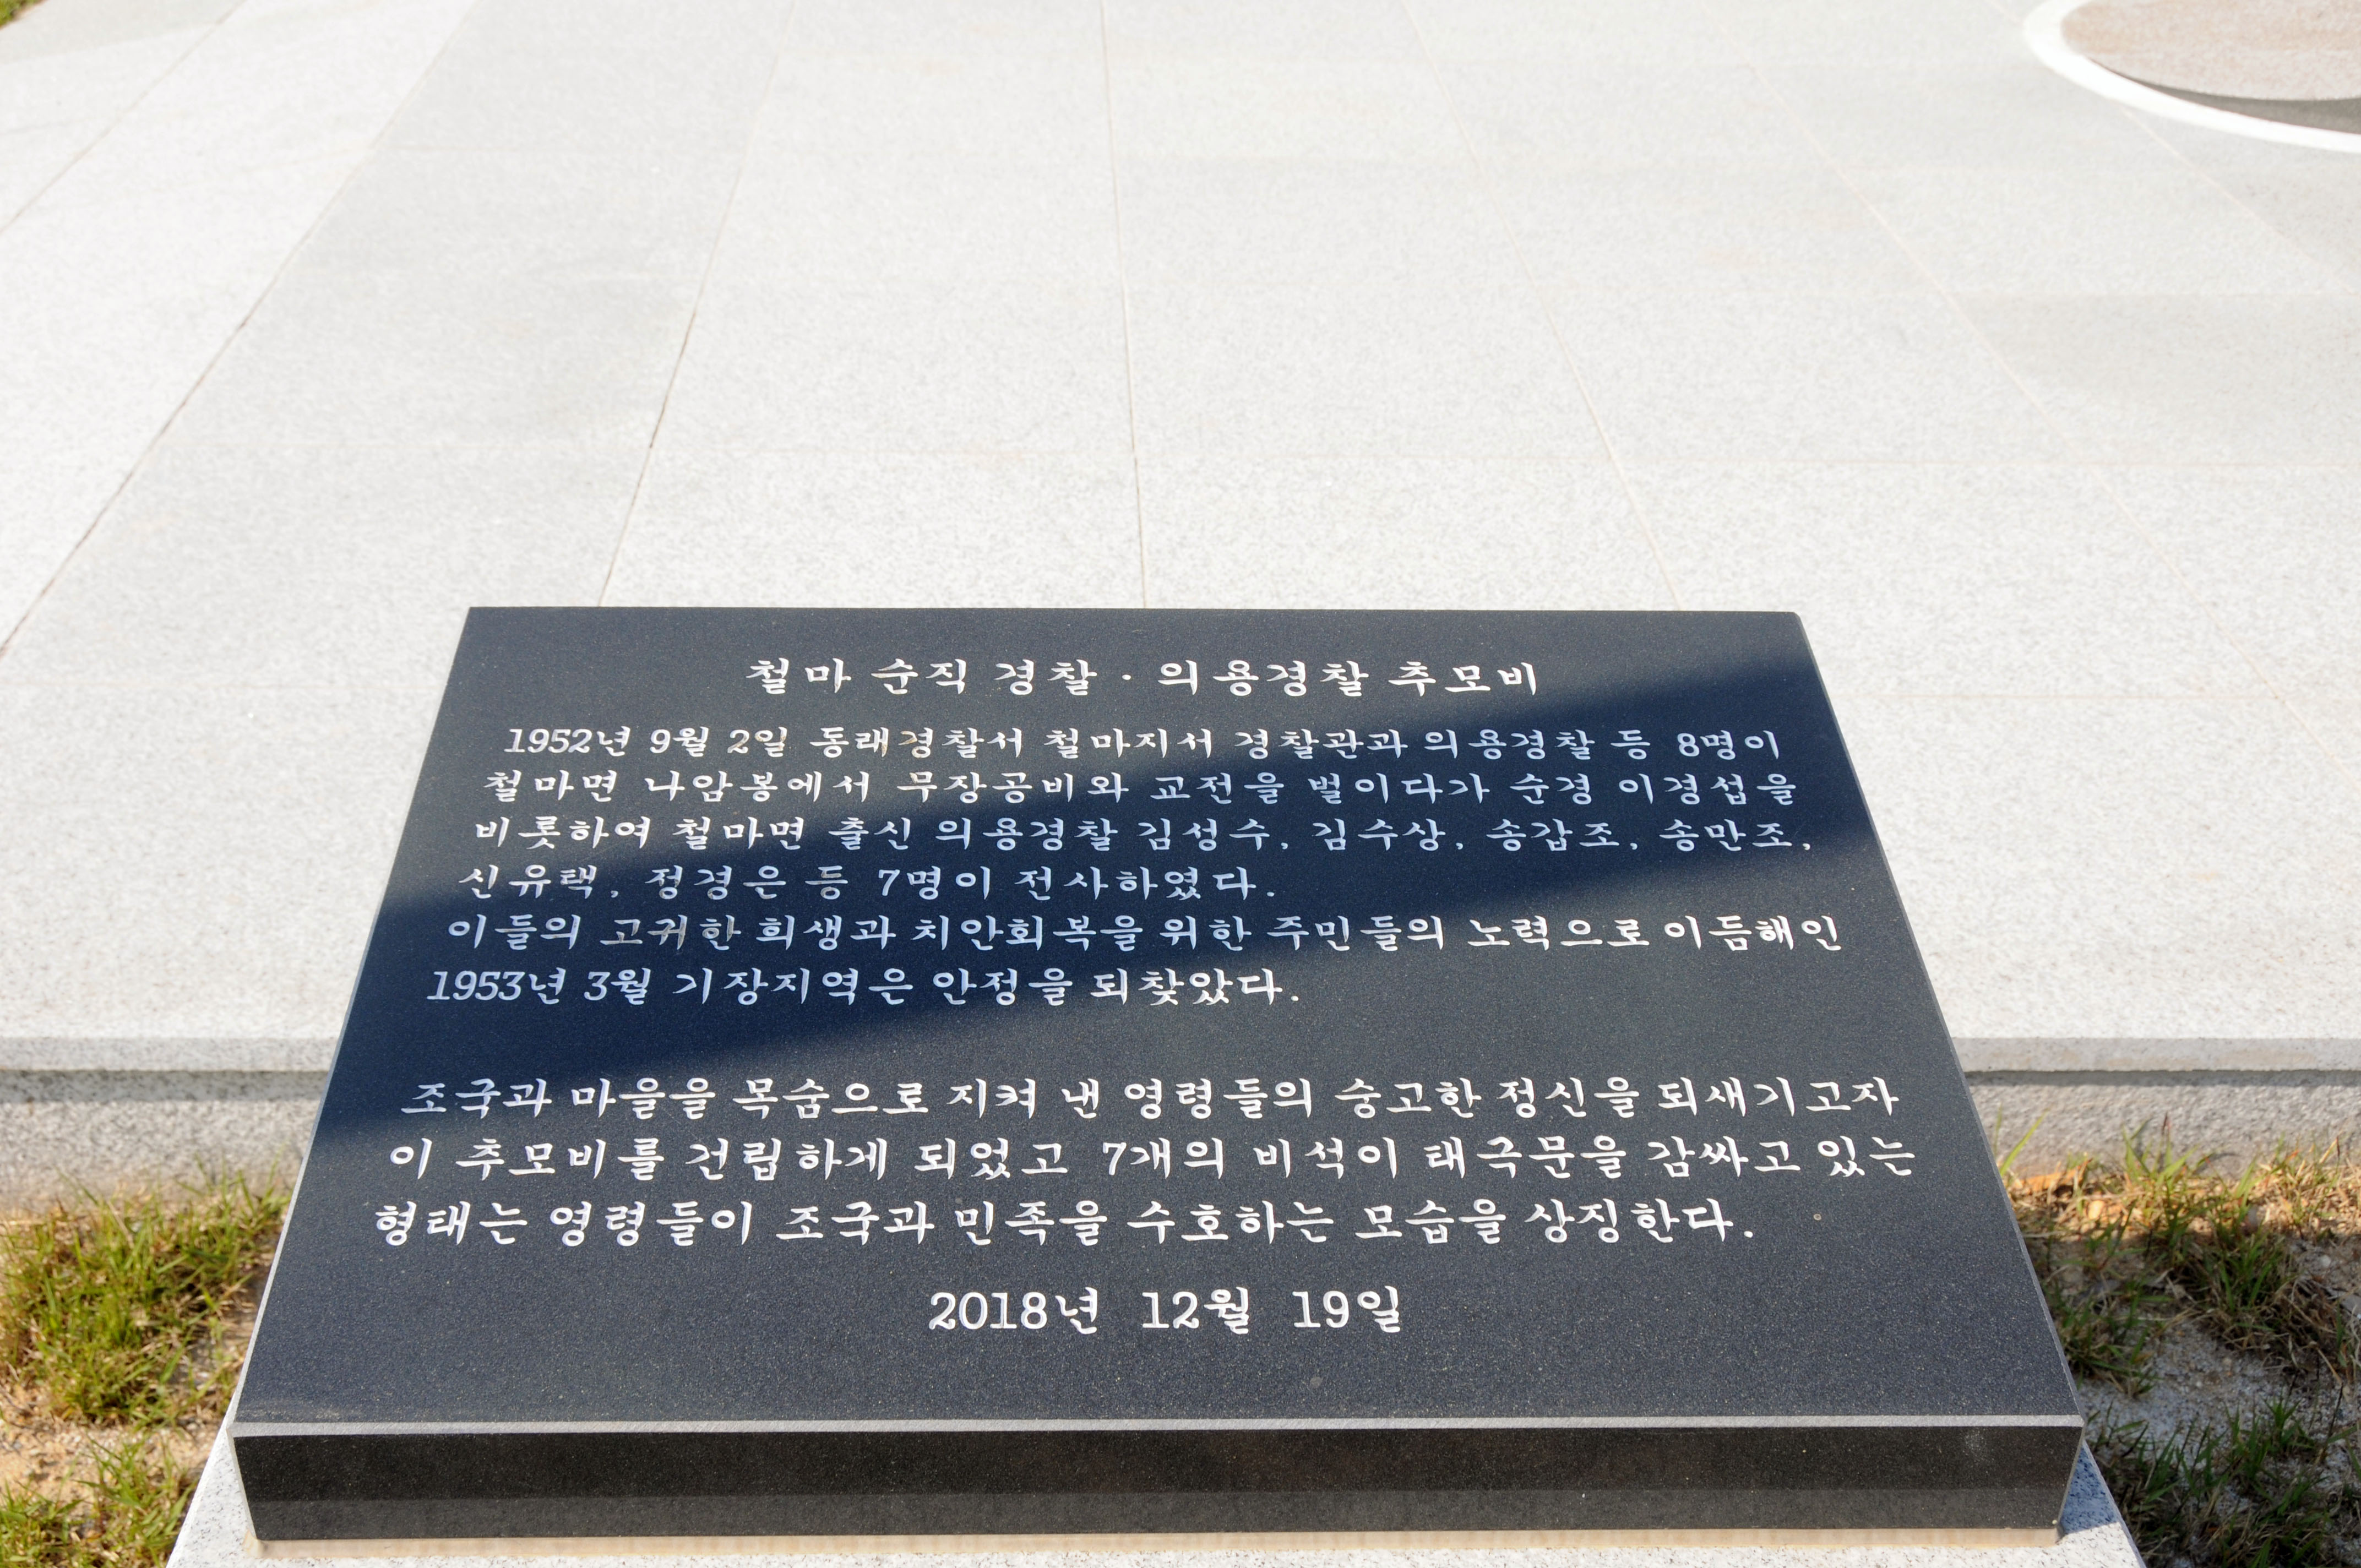 철마 순직 경찰 · 의용경찰 추모비
1952년 9월 2일 동래경찰서 철마지서 경찰관과 의용경찰 등 8명이
철마면 나암봉에서 무장공비와 교전을 벌이다가 순경 이경섭을
비롯하여 철마면 출신 의용경찰 김성수, 김수상, 송갑조, 송만조,
신유택, 정경은 등 7명이 전사하였다.
이들의 고귀한 희생과 치안회복을 위한 주민들의 노력으로 이듬해인
1953년 3월 기장지역은 안정을 되찾았다.
조국과 마을을 목숨으로 지켜 낸 영령들의 숭고한 정신을 되새기고자
이 추모비를 건립하게 되었고 7개의 비석이 태극문을 감싸고 있는
형태는 영령들이 조국과 민족을 수호하는 모습을 상징한다.
2018년 12월 19일